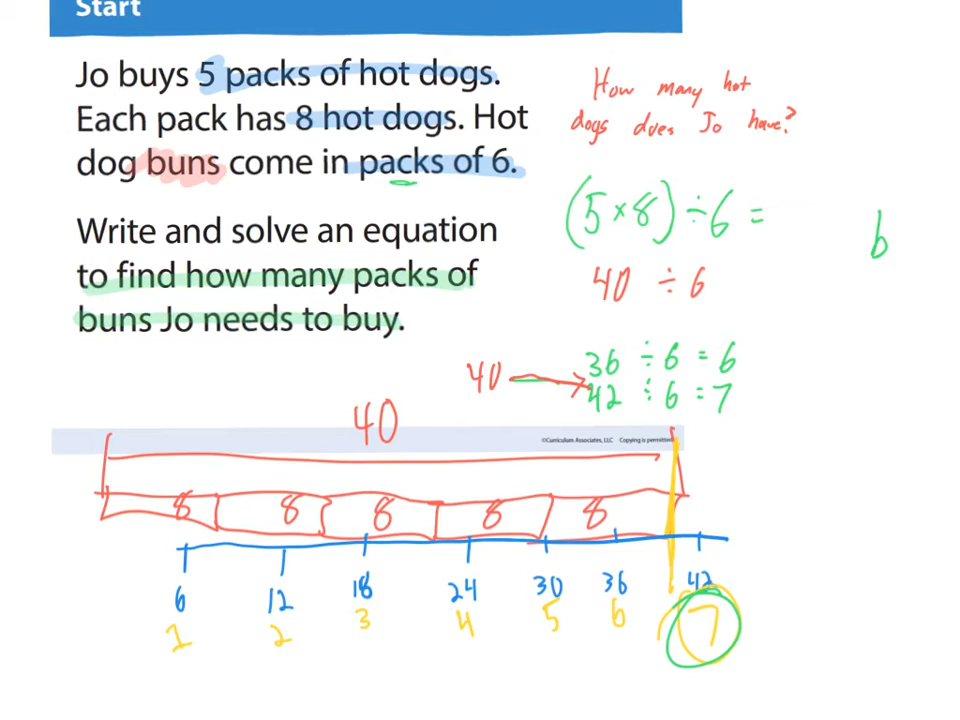 Start
Jo buys 5 packs of hot dogs.
Each pack has 8 hot dogs. Hot
dog buns come in packs of 6.
Write and solve an equation
to find how many packs of
buns Jo needs to buy.
How many hot
dogs does Jo have?
(5×8)÷6=
b
40 ÷ 6
36 ÷ 6 = 6
40
42 ÷ 6 = 7
40
©Curriculum Associates, LLC Copying is permitted
8 8 8 8 8
6 12 18 24 30 36 42
1 2 3 4 5 6 7